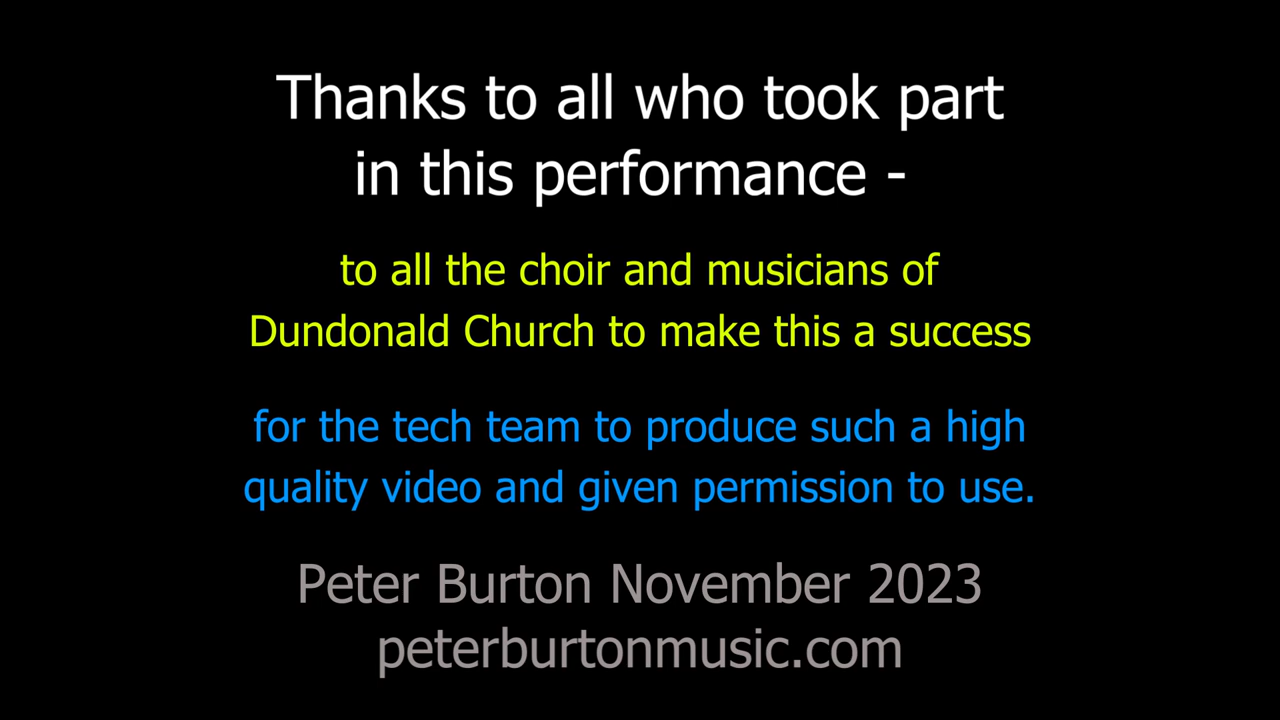 Thanks to all who took part
in this performance -
to all the choir and musicians of
Dundonald Church to make this a success
for the tech team to produce such a high
quality video and given permission to use.
Peter Burton November 2023
peterburtonmusic.com